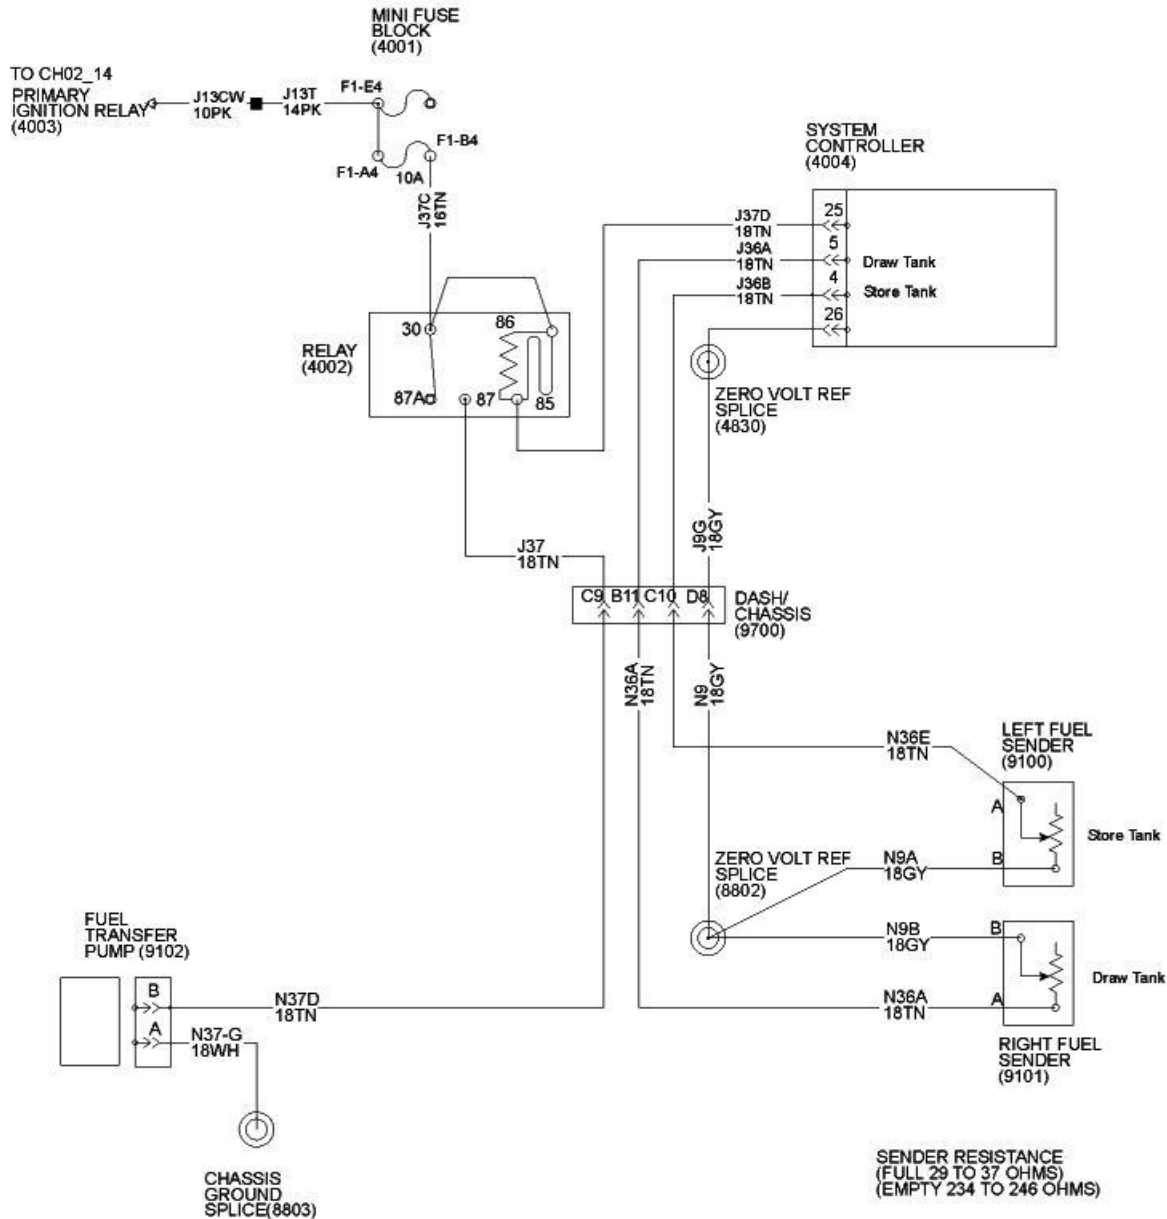 MINI FUSE
BLOCK
(4001)
TO CH02_14
PRIMARY
IGNITION RELAY
(4003)
J13CW
10PK
J13T
14PK
F1-E4
F1-A4
10A
F1-B4
J37C
16TN
SYSTEM
CONTROLLER
(4004)
J37D
18TN
25
J36A
18TN
5
Draw Tank
J36B
18TN
4
Store Tank
26
RELAY
(4002)
30
86
87A
87
85
ZERO VOLT REF
SPLICE
(4830)
J9G
18GY
J37
18TN
C9 B11 C10 D8
DASH/
CHASSIS
(9700)
N36A
18TN
N9
18GY
N36E
18TN
LEFT FUEL
SENDER
(9100)
A
B
Store Tank
ZERO VOLT REF
SPLICE
(8802)
N9A
18GY
N9B
18GY
B
A
Draw Tank
N36A
18TN
RIGHT FUEL
SENDER
(9101)
FUEL
TRANSFER
PUMP (9102)
B
A
N37D
18TN
N37-G
18WH
CHASSIS
GROUND
SPLICE(8803)
SENDER RESISTANCE
(FULL 29 TO 37 OHMS)
(EMPTY 234 TO 246 OHMS)